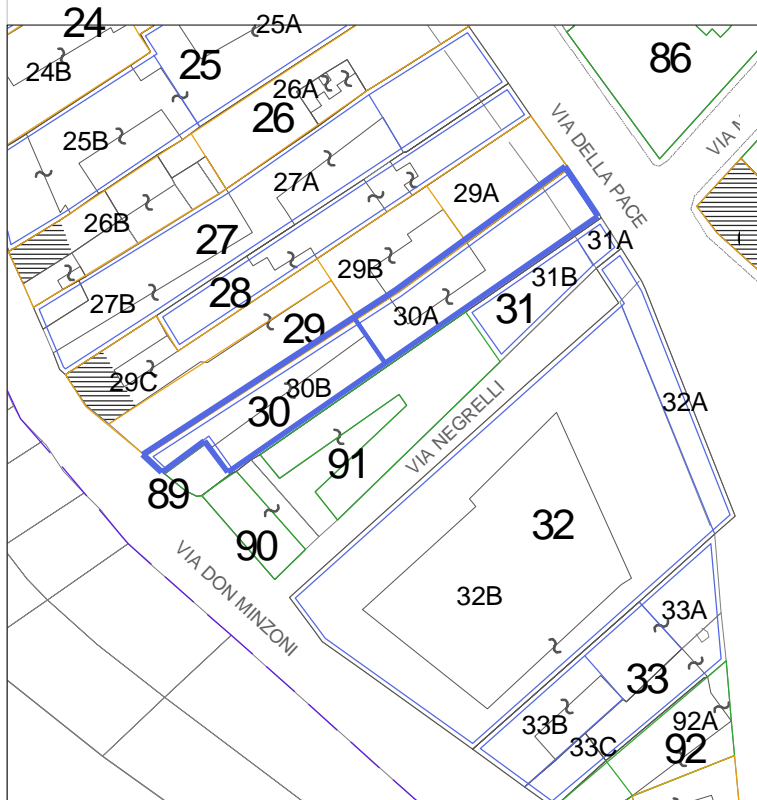 24
25A
24B
25
86
26A
26
25B
VIA DELLA PACE
VIA
27A
29A
26B
27
31A
29B
31B
28
27B
30A
31
29
29C
30B
30
32A
VIA NEGRELLI
91
89
32
90
VIA DON MINZONI
32B
33A
33
33B
92A
33C
92